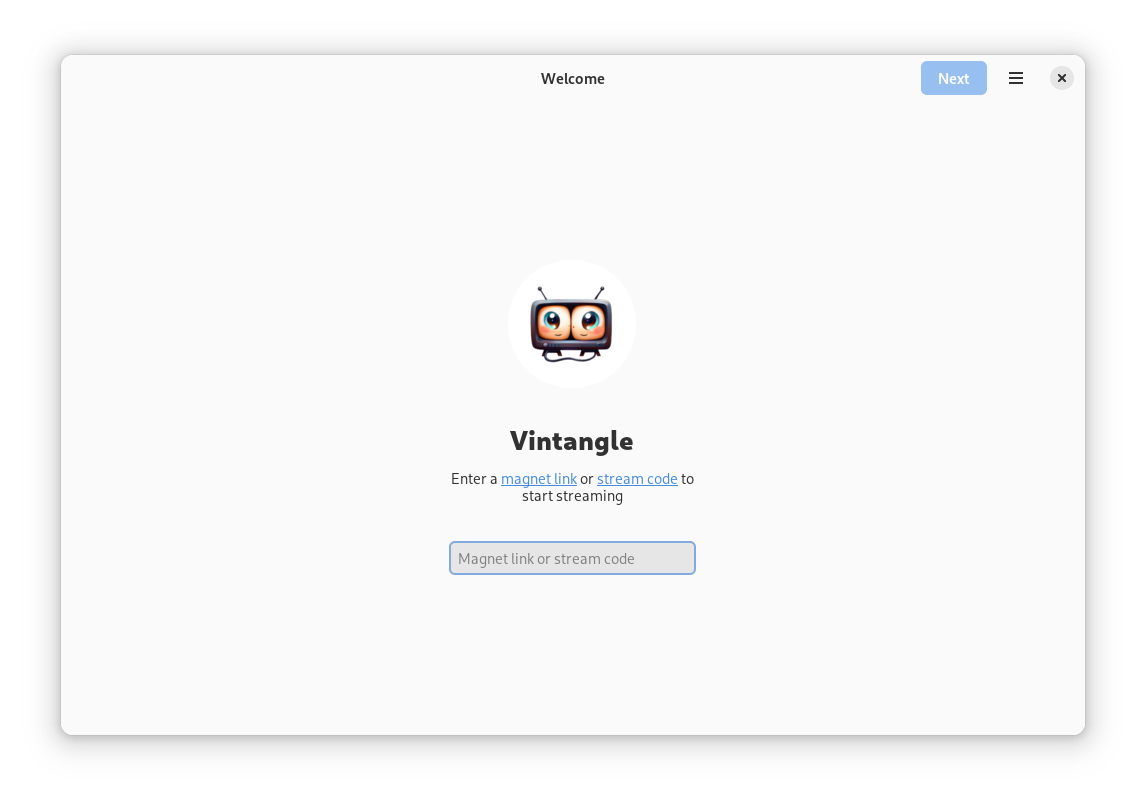 Welcome
Next
Vintangle
Enter a magnet link or stream code to
start streaming
Magnet link or stream code